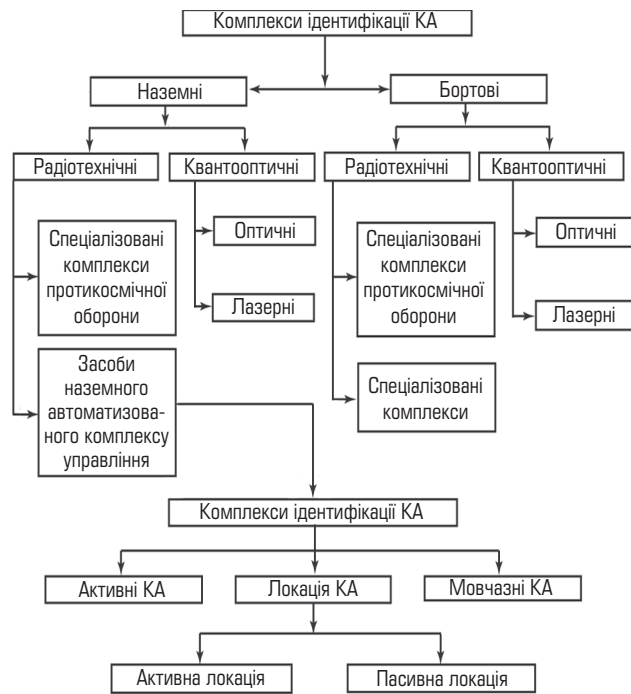 Комплекси ідентифікації КА
Наземні
Бортові
Радіотехнічні
Квантооптичні
Радіотехнічні
Квантооптичні
Спеціалізовані
комплекси
протикосмічної
оборони
Оптичні
Лазерні
Спеціалізовані
комплекси
протикосмічної
оборони
Оптичні
Лазерні
Засоби
наземного
автоматизова-
ного комплексу
управління
Спеціалізовані
комплекси
Комплекси ідентифікації КА
Активні КА
Локація КА
Мовчазні КА
Активна локація
Пасивна локація